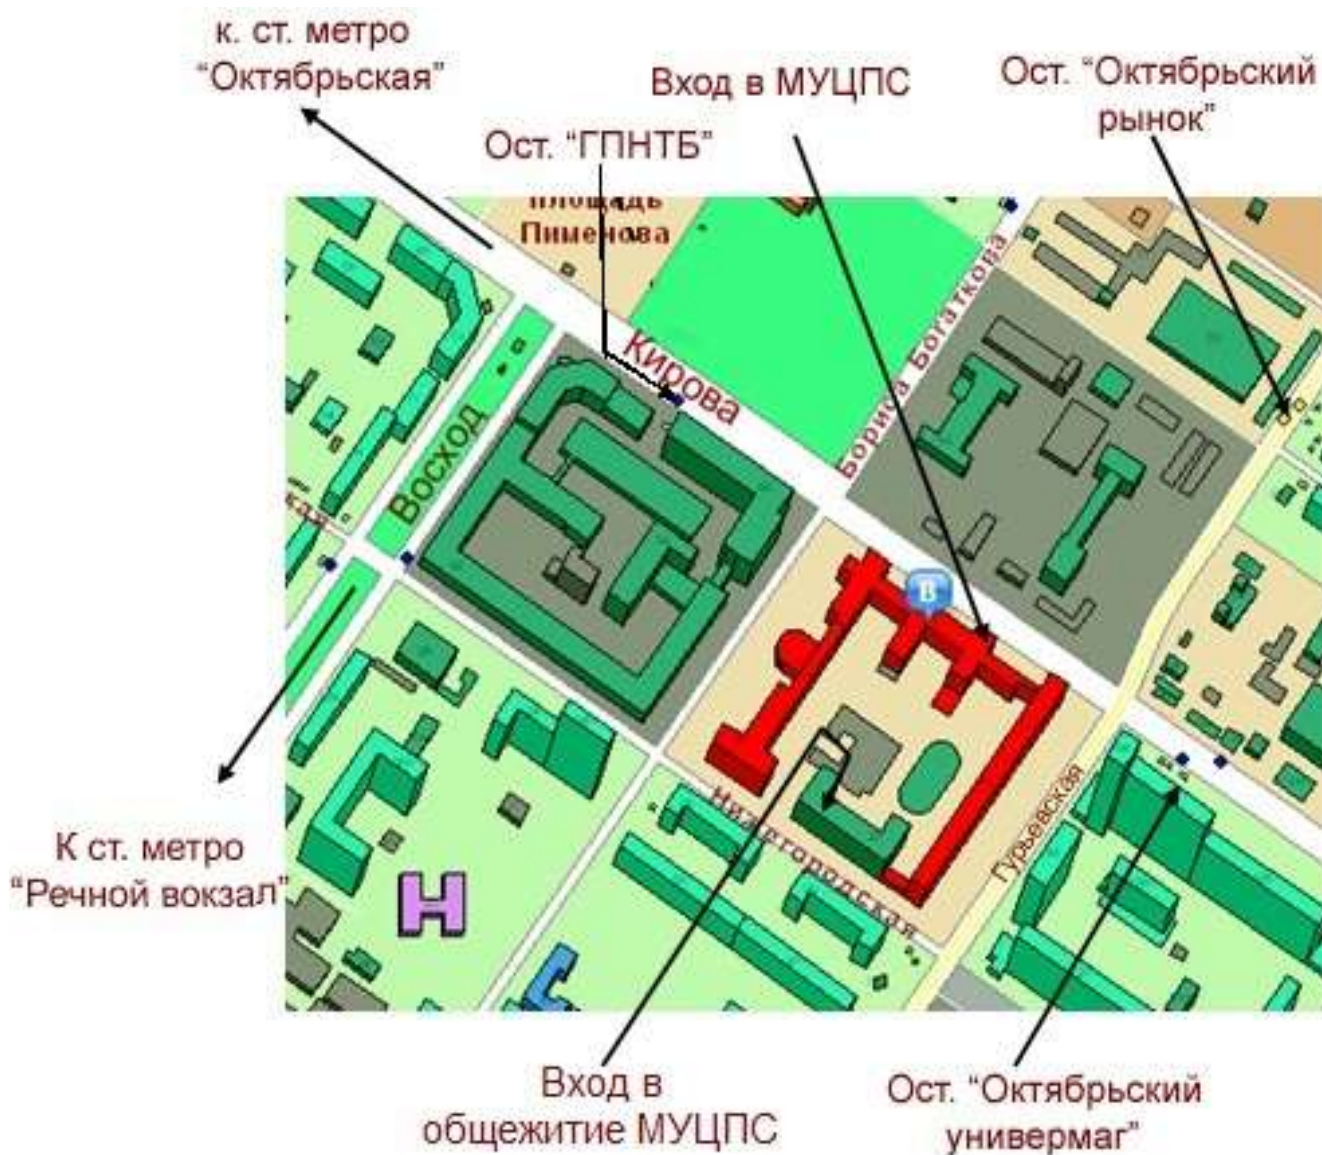 к. ст. метро
“Октябрьская”
Вход в МУЦПС
Ост. “Октябрьский
рынок”
Ост. “ГПНТБ”
площадь
Пименова
Бориса Богаткова
Кирова
Восход
кая
В
К ст. метро
“Речной вокзал”
Нижегородская
Гурьевская
Вход в
общежитие МУЦПС
Ост. “Октябрьский
универмаг”